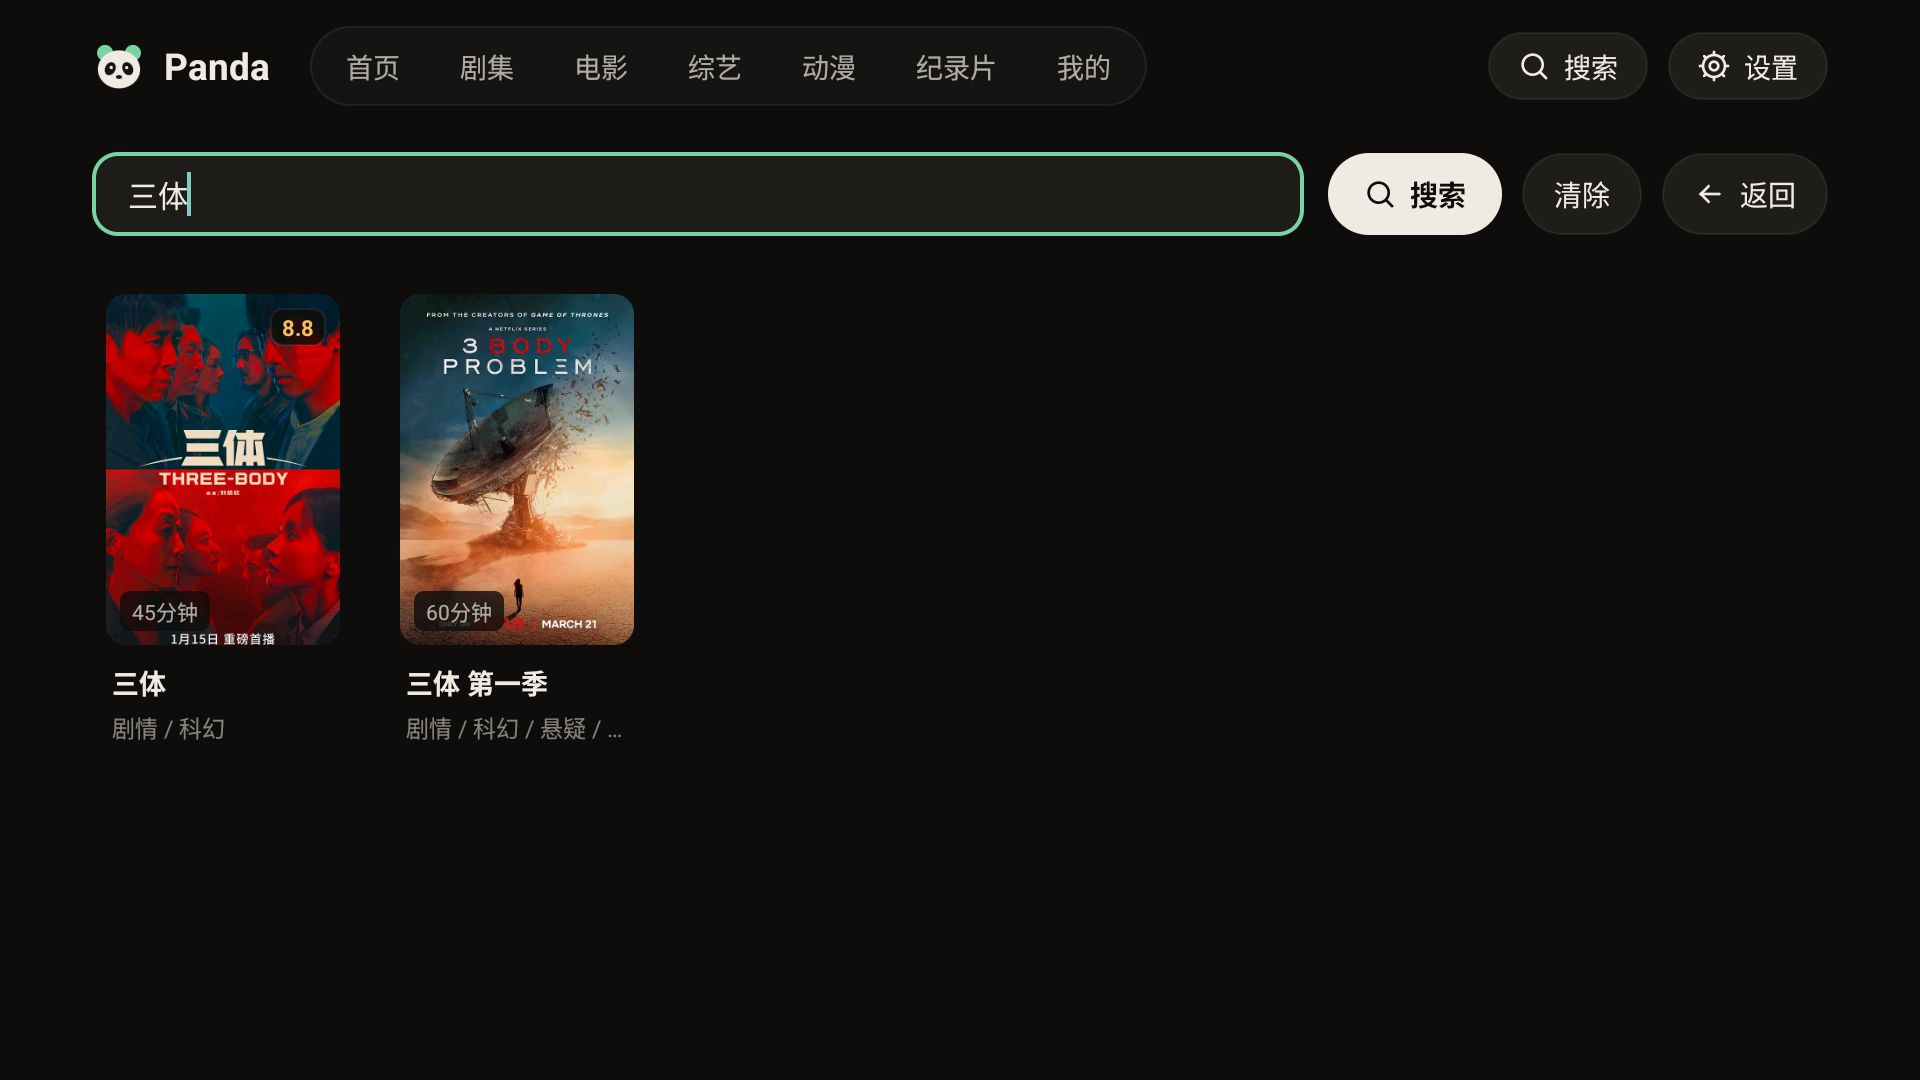 Panda
首页
剧集
电影
综艺
动漫
纪录片
我的
搜索
设置
三体
搜索
清除
返回
8.8
三体
THREE-BODY
45分钟
1月15日 重磅首播
三体
剧情 / 科幻
FROM THE CREATORS OF GAME OF THRONES
A NETFLIX SERIES
3 BODY
PROBLEM
60分钟
MARCH 21
三体 第一季
剧情 / 科幻 / 悬疑 / ...